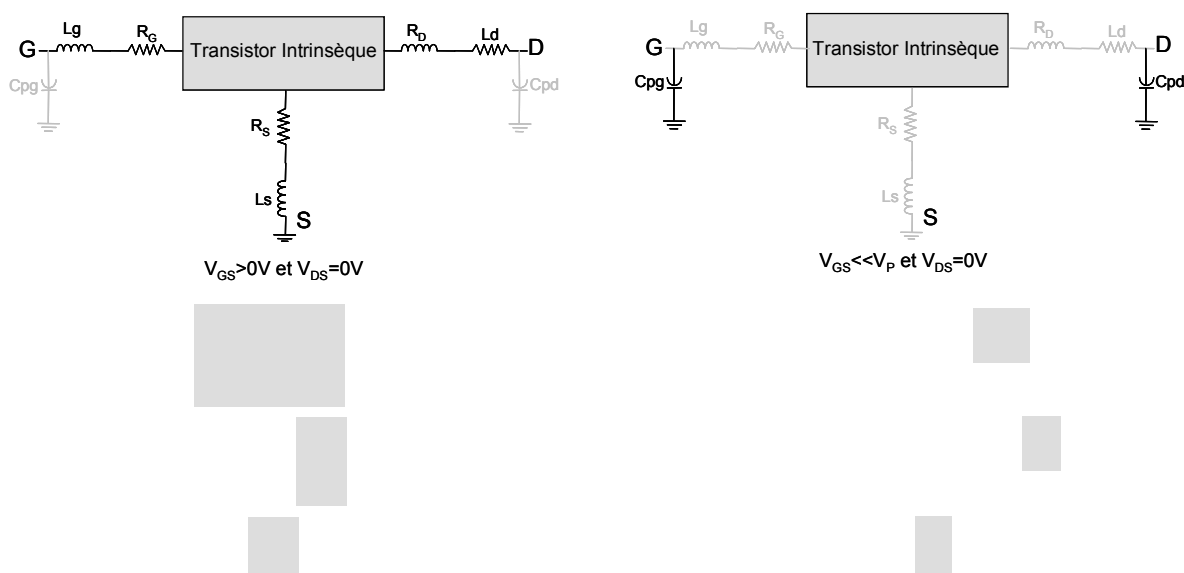 Lg R_G Transistor Intrinsèque R_D Ld
G D
Cpg Cpd
R_S
Ls
S
V_GS>0V et V_DS=0V
Lg R_G Transistor Intrinsèque R_D Ld
G D
Cpg Cpd
R_S
Ls
S
V_GS<<V_P et V_DS=0V